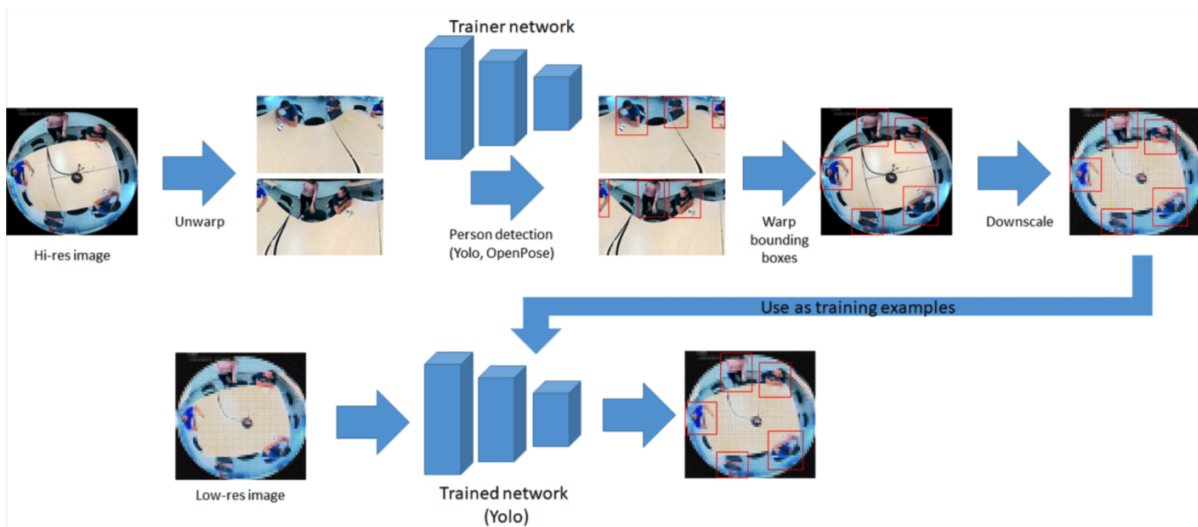 Trainer network
Hi-res image
Unwarp
Person detection
(Yolo, OpenPose)
Warp
bounding
boxes
Downscale
Use as training examples
Low-res image
Trained network
(Yolo)